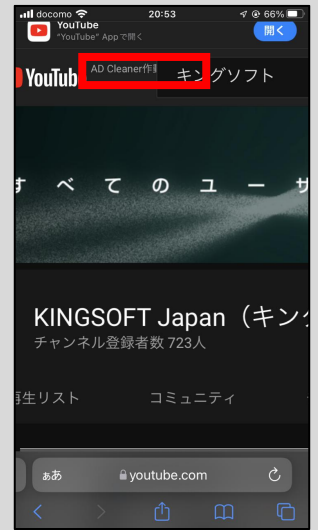 docomo 20:53 66%
YouTube
"YouTube" Appで開く
開く
YouTub
AD Cleaner作
キングソフト
すべてのユーザ
KINGSOFT Japan（キング
チャンネル登録者数 723人
再生リスト コミュニティ
ぁあ youtube.com